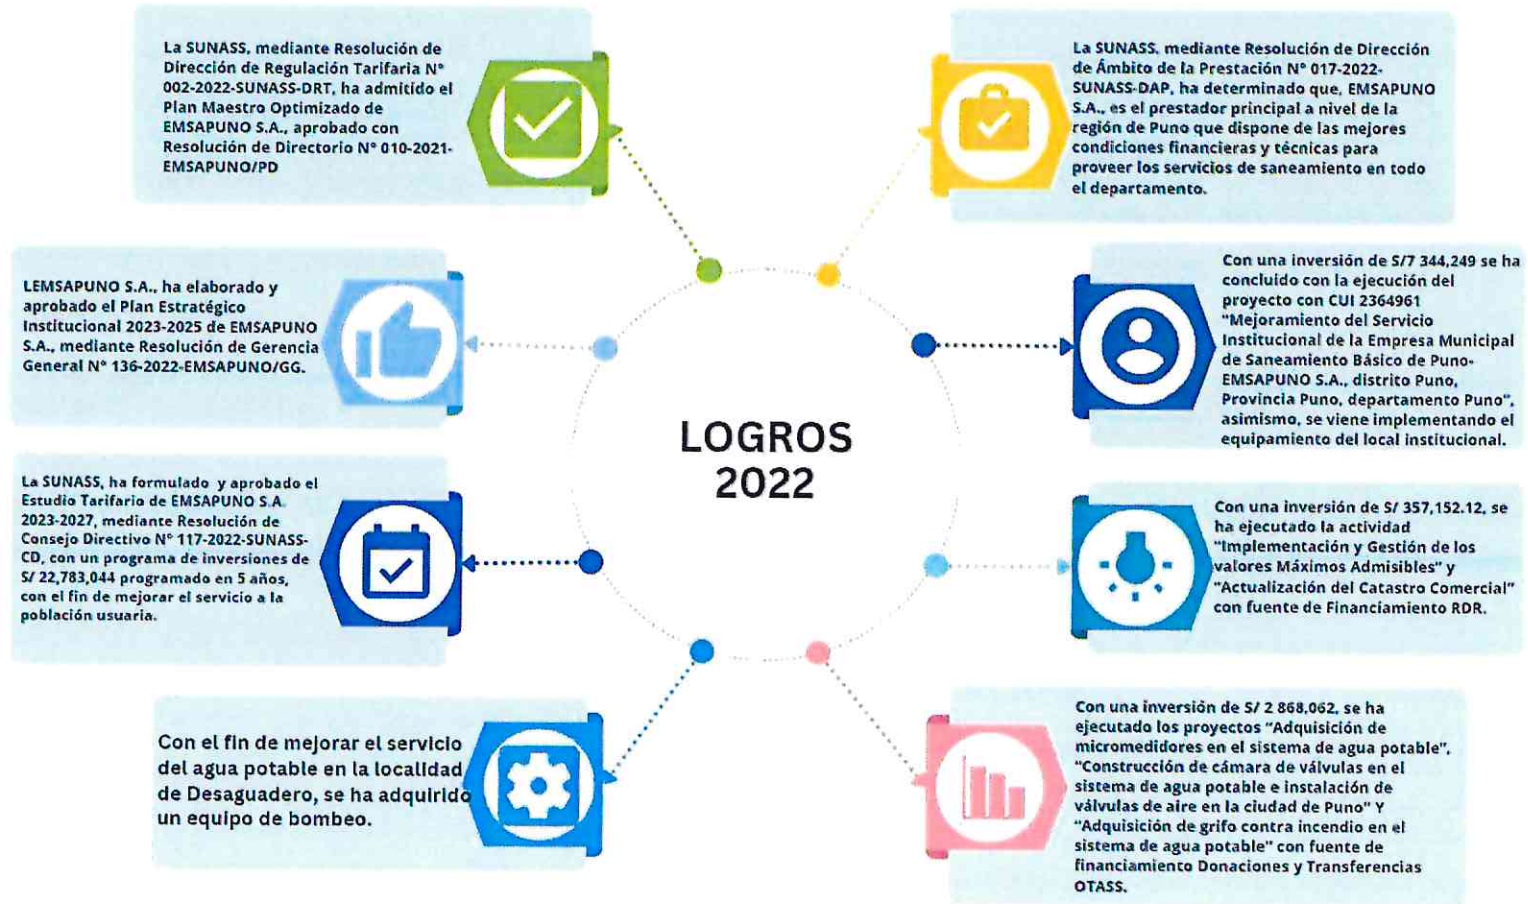 La SUNASS, mediante Resolución de
Dirección de Regulación Tarifaria N°
002-2022-SUNASS-DRT, ha admitido el
Plan Maestro Optimizado de
EMSAPUNO S.A., aprobado con
Resolución de Directorio N° 010-2021-
EMSAPUNO/PD
La SUNASS, mediante Resolución de Dirección
de Ámbito de la Prestación N° 017-2022-
SUNASS-DAP, ha determinado que, EMSAPUNO
S.A., es el prestador principal a nivel de la
región de Puno que dispone de las mejores
condiciones financieras y técnicas para
proveer los servicios de saneamiento en todo
el departamento.
LEMSAPUNO S.A., ha elaborado y
aprobado el Plan Estratégico
Institucional 2023-2025 de EMSAPUNO
S.A., mediante Resolución de Gerencia
General N° 136-2022-EMSAPUNO/GG.
Con una inversión de S/7 344,249 se ha
concluido con la ejecución del
proyecto con CUI 2364961
"Mejoramiento del Servicio
Institucional de la Empresa Municipal
de Saneamiento Básico de Puno-
EMSAPUNO S.A., distrito Puno,
Provincia Puno, departamento Puno",
asimismo, se viene implementando el
equipamiento del local institucional.
LOGROS
2022
La SUNASS, ha formulado y aprobado el
Estudio Tarifario de EMSAPUNO S.A.
2023-2027, mediante Resolución de
Consejo Directivo N° 117-2022-SUNASS-
CD, con un programa de inversiones de
S/ 22,783,044 programado en 5 años,
con el fin de mejorar el servicio a la
población usuaria.
Con una inversión de S/ 357,152.12, se
ha ejecutado la actividad
"Implementación y Gestión de los
valores Máximos Admisibles" y
"Actualización del Catastro Comercial"
con fuente de Financiamiento RDR.
Con el fin de mejorar el servicio
del agua potable en la localidad
de Desaguadero, se ha adquirido
un equipo de bombeo.
Con una inversión de S/ 2 868,062, se ha
ejecutado los proyectos "Adquisición de
micromedidores en el sistema de agua potable",
"Construcción de cámara de válvulas en el
sistema de agua potable e instalación de
válvulas de aire en la ciudad de Puno" Y
"Adquisición de grifo contra incendio en el
sistema de agua potable" con fuente de
financiamiento Donaciones y Transferencias
OTASS.